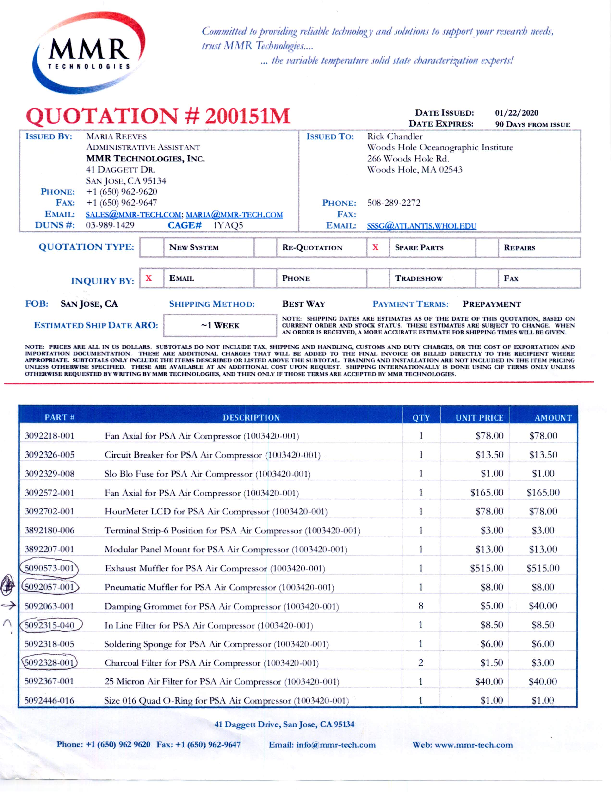 MMR
TECHNOLOGIES
Committed to providing reliable technology and solutions to support your research needs,
trust MMR Technologies....
... the variable temperature solid state characterization experts!
QUOTATION # 200151M
DATE ISSUED: 01/22/2020
DATE EXPIRES: 90 DAYS FROM ISSUE
ISSUED BY: MARIA REEVES
ADMINISTRATIVE ASSISTANT
MMR TECHNOLOGIES, INC.
41 DAGGETT DR.
SAN JOSE, CA 95134
PHONE: +1 (650) 962-9620
FAX: +1 (650) 962-9647
EMAIL: SALES@MMR-TECH.COM; MARIA@MMR-TECH.COM
DUNS #: 03-989-1429 CAGE# 1YAQ5
ISSUED TO: Rick Chandler
Woods Hole Oceanographic Institute
266 Woods Hole Rd.
Woods Hole, MA 02543
PHONE: 508-289-2272
FAX:
EMAIL: SSSG@ATLANTIS.WHOI.EDU
QUOTATION TYPE: NEW SYSTEM RE-QUOTATION X SPARE PARTS REPAIRS
INQUIRY BY: X EMAIL PHONE TRADESHOW FAX
FOB: SAN JOSE, CA SHIPPING METHOD: BEST WAY PAYMENT TERMS: PREPAYMENT
ESTIMATED SHIP DATE ARO: ~1 WEEK
NOTE: SHIPPING DATES ARE ESTIMATES AS OF THE DATE OF THIS QUOTATION, BASED ON
CURRENT ORDER AND STOCK STATUS. THESE ESTIMATES ARE SUBJECT TO CHANGE. WHEN
AN ORDER IS RECEIVED, A MORE ACCURATE ESTIMATE FOR SHIPPING TIMES WILL BE GIVEN.
NOTE: PRICES ARE ALL IN US DOLLARS. SUBTOTALS DO NOT INCLUDE TAX, SHIPPING AND HANDLING, CUSTOMS AND DUTY CHARGES, OR THE COST OF EXPORTATION AND
IMPORTATION DOCUMENTATION. THESE ARE ADDITIONAL CHARGES THAT WILL BE ADDED TO THE FINAL INVOICE OR BILLED DIRECTLY TO THE RECIPIENT WHERE
APPROPRIATE. SUBTOTALS ONLY INCLUDE THE ITEMS DESCRIBED OR LISTED ABOVE THE SUBTOTAL. TRAINING AND INSTALLATION ARE NOT INCLUDED IN THE ITEM PRICING
UNLESS OTHERWISE SPECIFIED. THESE ARE AVAILABLE AT AN ADDITIONAL COST UPON REQUEST. SHIPPING INTERNATIONALLY IS DONE USING CIF TERMS ONLY UNLESS
OTHERWISE REQUESTED BY WRITING BY MMR TECHNOLOGIES, AND THEN ONLY IF THOSE TERMS ARE ACCEPTED BY MMR TECHNOLOGIES.
PART # DESCRIPTION QTY UNIT PRICE AMOUNT
3092218-001 Fan Axial for PSA Air Compressor (1003420-001) 1 $78.00 $78.00
3092326-005 Circuit Breaker for PSA Air Compressor (1003420-001) 1 $13.50 $13.50
3092329-008 Slo Blo Fuse for PSA Air Compressor (1003420-001) 1 $1.00 $1.00
3092572-001 Fan Axial for PSA Air Compressor (1003420-001) 1 $165.00 $165.00
3092702-001 HourMeter LCD for PSA Air Compressor (1003420-001) 1 $78.00 $78.00
3892180-006 Terminal Strip-6 Position for PSA Air Compressor (1003420-001) 1 $3.00 $3.00
3892207-001 Modular Panel Mount for PSA Air Compressor (1003420-001) 1 $13.00 $13.00
5090573-001 Exhaust Muffler for PSA Air Compressor (1003420-001) 1 $515.00 $515.00
5092057-001 Pneumatic Muffler for PSA Air Compressor (1003420-001) 1 $8.00 $8.00
5092063-001 Damping Grommet for PSA Air Compressor (1003420-001) 8 $5.00 $40.00
5092315-040 In Line Filter for PSA Air Compressor (1003420-001) 1 $8.50 $8.50
5092318-005 Soldering Sponge for PSA Air Compressor (1003420-001) 1 $6.00 $6.00
5092328-001 Charcoal Filter for PSA Air Compressor (1003420-001) 2 $1.50 $3.00
5092367-001 25 Micron Air Filter for PSA Air Compressor (1003420-001) 1 $40.00 $40.00
5092446-016 Size 016 Quad O-Ring for PSA Air Compressor (1003420-001) 1 $1.00 $1.00
41 Daggett Drive, San Jose, CA 95134
Phone: +1 (650) 962 9620 Fax: +1 (650) 962-9647 Email: info@mmr-tech.com Web: www.mmr-tech.com